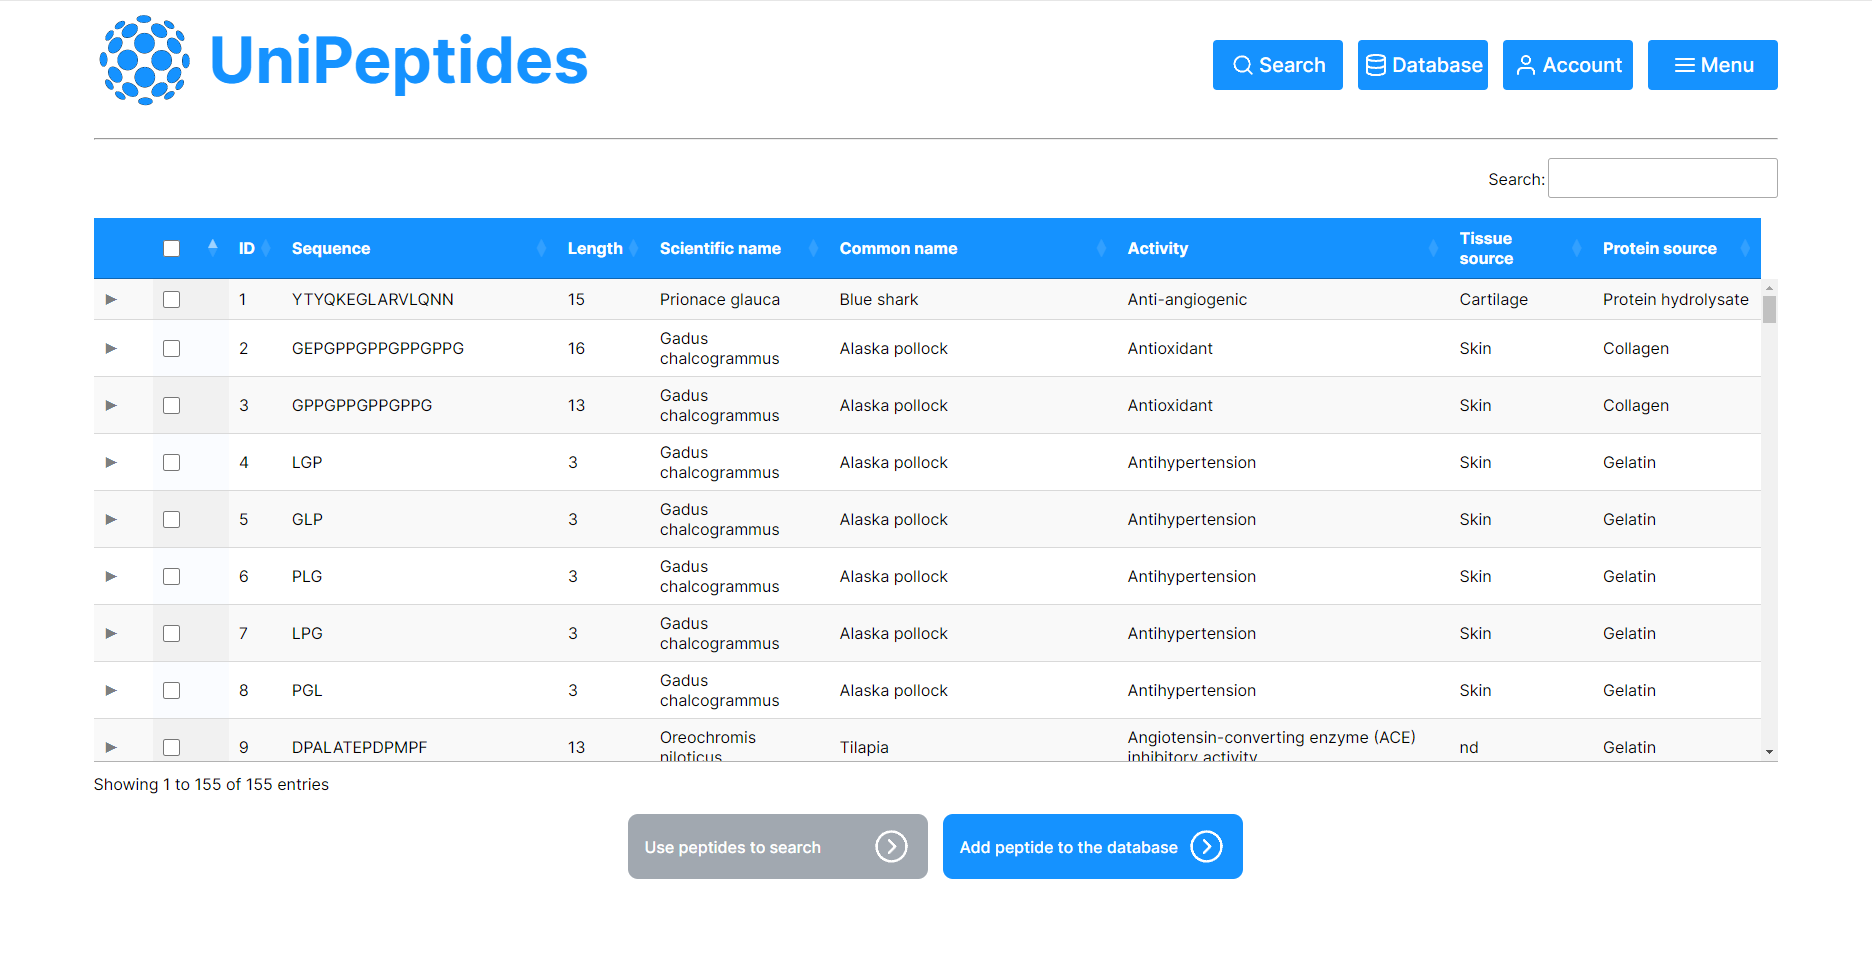 UniPeptides
Search
Database
Account
Menu
Search:
ID Sequence Length Scientific name Common name Activity Tissue source Protein source
1 YTYQKEGLARVLQNN 15 Prionace glauca Blue shark Anti-angiogenic Cartilage Protein hydrolysate
2 GEPGPPGPPGPPGPPG 16 Gadus chalcogrammus Alaska pollock Antioxidant Skin Collagen
3 GPPGPPGPPGPPG 13 Gadus chalcogrammus Alaska pollock Antioxidant Skin Collagen
4 LGP 3 Gadus chalcogrammus Alaska pollock Antihypertension Skin Gelatin
5 GLP 3 Gadus chalcogrammus Alaska pollock Antihypertension Skin Gelatin
6 PLG 3 Gadus chalcogrammus Alaska pollock Antihypertension Skin Gelatin
7 LPG 3 Gadus chalcogrammus Alaska pollock Antihypertension Skin Gelatin
8 PGL 3 Gadus chalcogrammus Alaska pollock Antihypertension Skin Gelatin
9 DPALATEPDPMPF 13 Oreochromis niloticus Tilapia Angiotensin-converting enzyme (ACE) inhibitory activity nd Gelatin
Showing 1 to 155 of 155 entries
Use peptides to search
Add peptide to the database